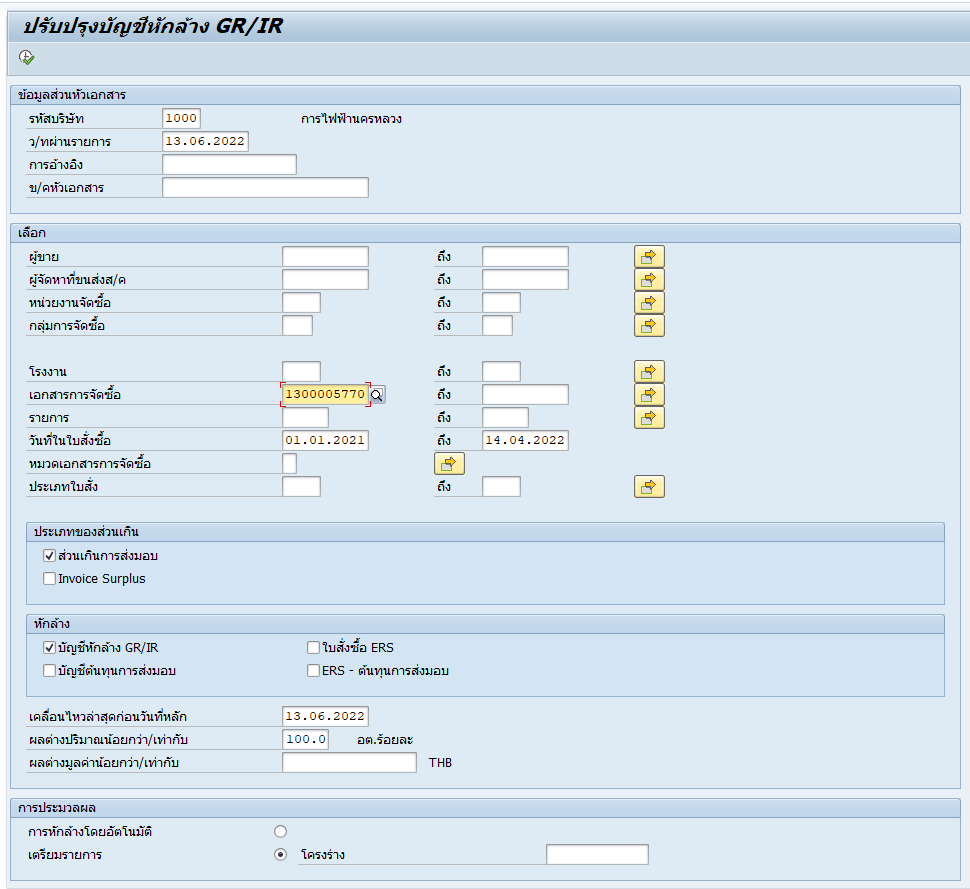 ปรับปรุงบัญชีหักล้าง GR/IR
ข้อมูลส่วนหัวเอกสาร
รหัสบริษัท 1000 การไฟฟ้านครหลวง
ว/ทผ่านรายการ 13.06.2022
การอ้างอิง
ข/คหัวเอกสาร
เลือก
ผู้ขาย ถึง
ผู้จัดหาที่ขนส่งส/ค ถึง
หน่วยงานจัดซื้อ ถึง
กลุ่มการจัดซื้อ ถึง
โรงงาน ถึง
เอกสารการจัดซื้อ 1300005770 ถึง
รายการ ถึง
วันที่ในใบสั่งซื้อ 01.01.2021 ถึง 14.04.2022
หมวดเอกสารการจัดซื้อ
ประเภทใบสั่ง ถึง
ประเภทของส่วนเกิน
ส่วนเกินการส่งมอบ
Invoice Surplus
หักล้าง
บัญชีหักล้าง GR/IR ใบสั่งซื้อ ERS
บัญชีต้นทุนการส่งมอบ ERS - ต้นทุนการส่งมอบ
เคลื่อนไหวล่าสุดก่อนวันที่หลัก 13.06.2022
ผลต่างปริมาณน้อยกว่า/เท่ากับ 100.0 อต.ร้อยละ
ผลต่างมูลค่าน้อยกว่า/เท่ากับ THB
การประมวลผล
การหักล้างโดยอัตโนมัติ
เตรียมรายการ โครงร่าง